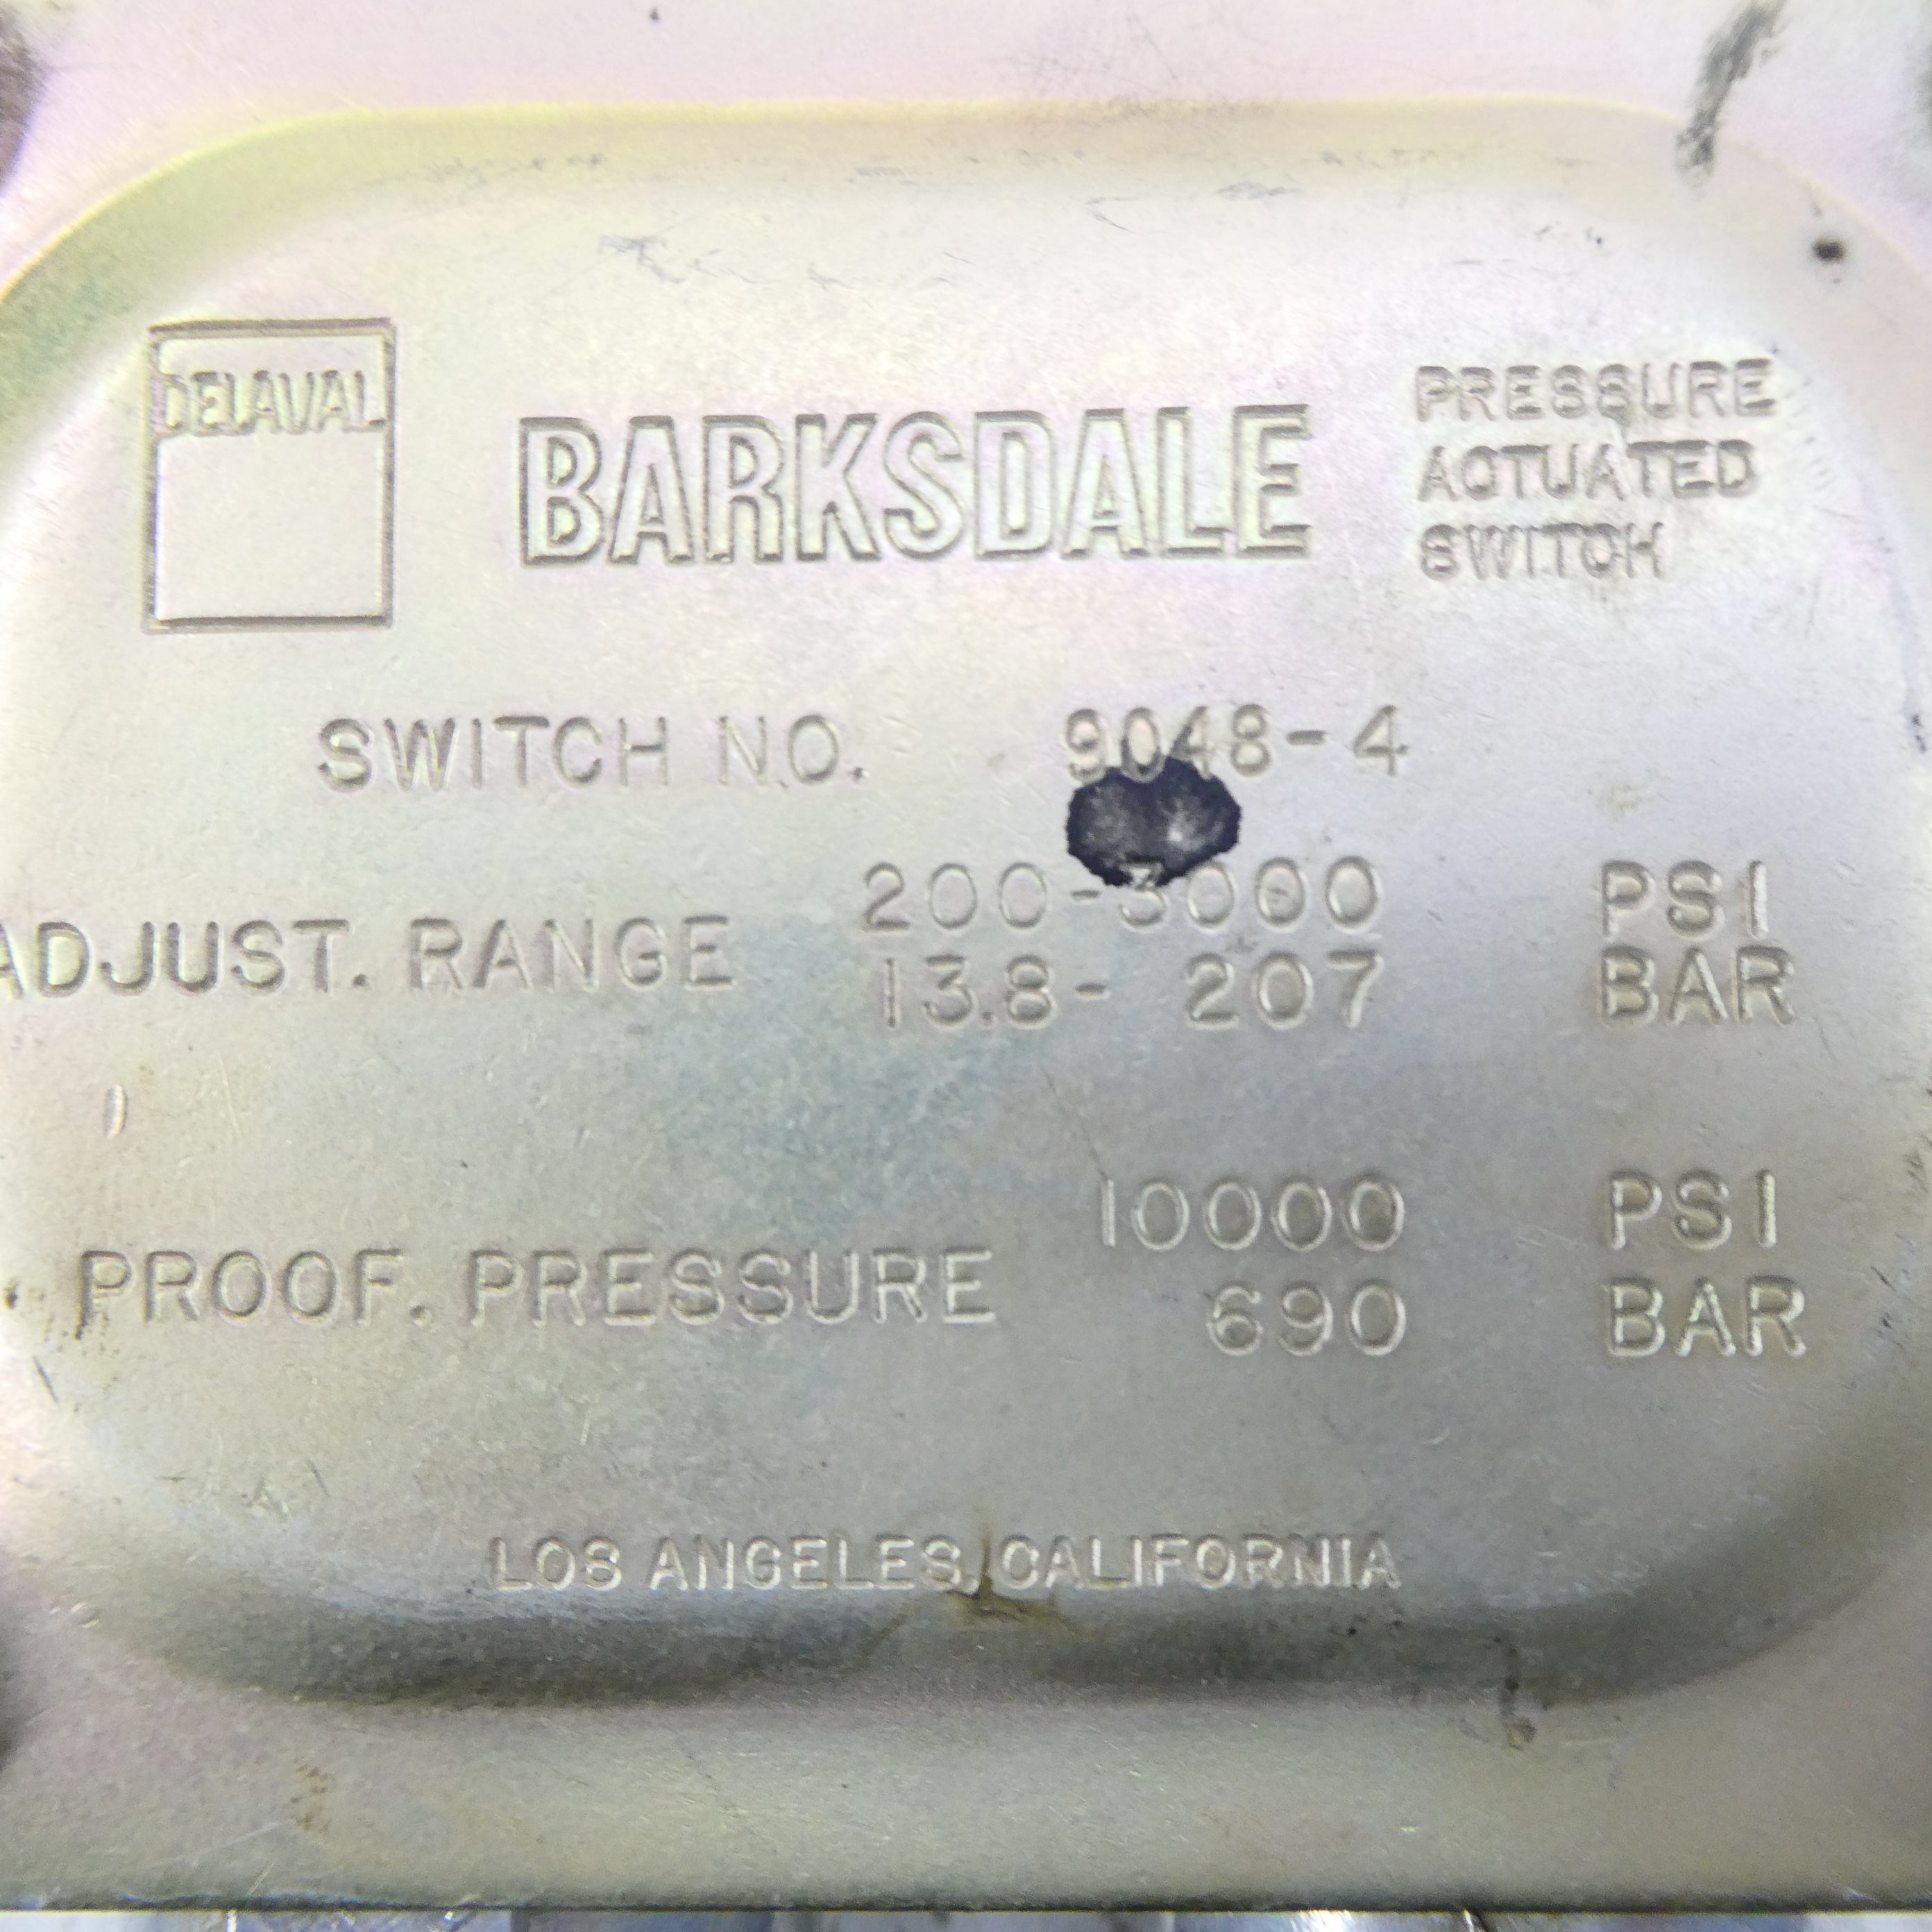 DELAVAL
BARKSDALE
PRESSURE
ACTUATED
SWITCH
SWITCH NO. 9048-4
ADJUST. RANGE
200-3000 PSI
13.8- 207 BAR
PROOF. PRESSURE
10000 PSI
690 BAR
LOS ANGELES, CALIFORNIA